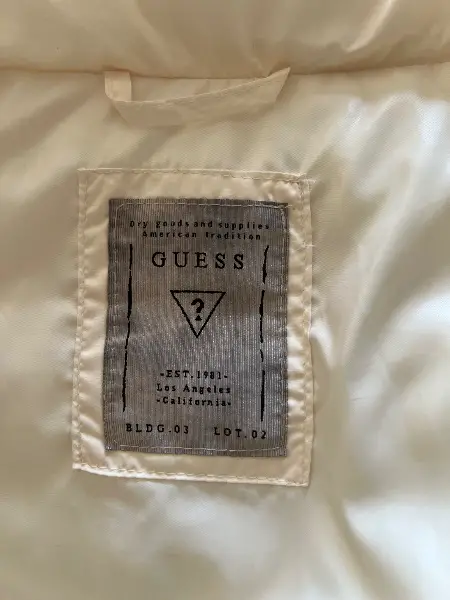 Dry goods and supplies
American tradition
GUESS
?
-EST.1981-
Los Angeles
-California-
BLDG.03 LOT.02